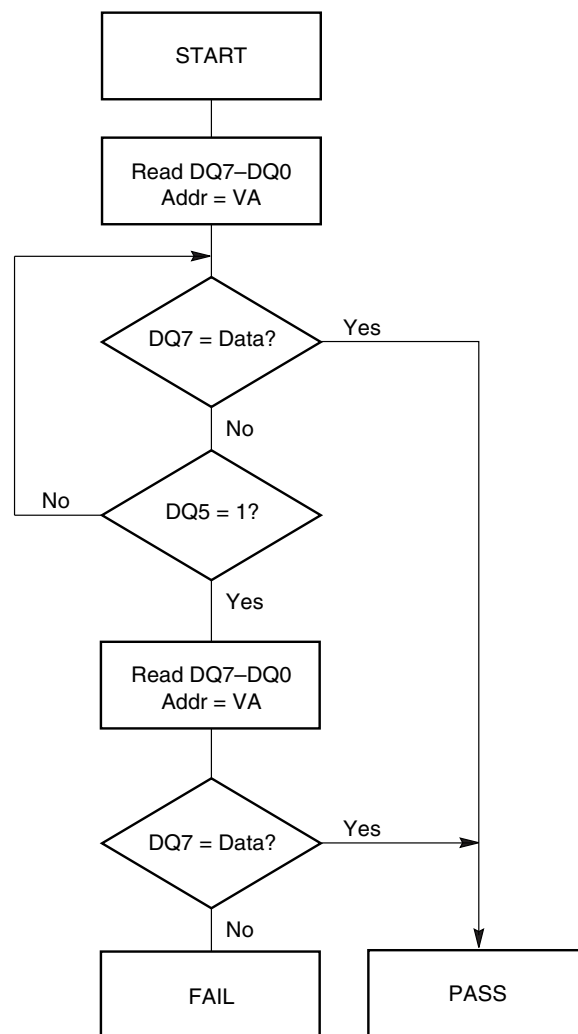 START
Read DQ7–DQ0
Addr = VA
DQ7 = Data?
Yes
No
No
DQ5 = 1?
Yes
Read DQ7–DQ0
Addr = VA
DQ7 = Data?
Yes
No
FAIL
PASS